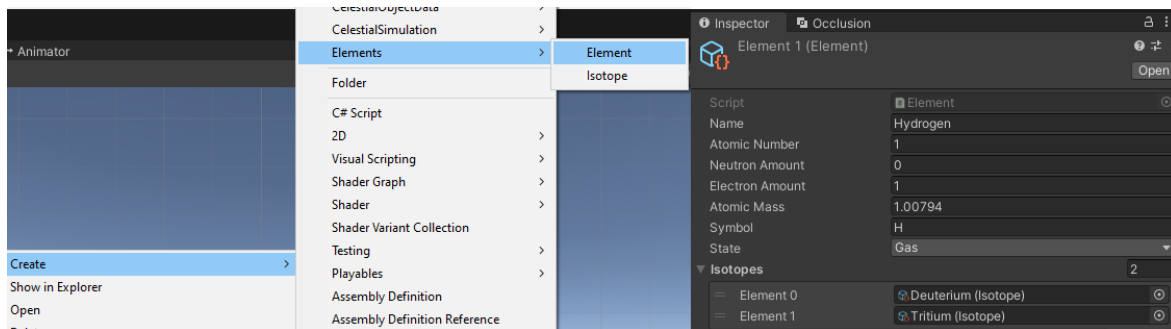 Animator
Create
Show in Explorer
Open
CelestialObjectData
CelestialSimulation
Elements
Folder
C# Script
2D
Visual Scripting
Shader Graph
Shader
Shader Variant Collection
Testing
Playables
Assembly Definition
Assembly Definition Reference
Element
Isotope
Inspector
Occlusion
Element 1 (Element)
Open
Script Element
Name Hydrogen
Atomic Number 1
Neutron Amount 0
Electron Amount 1
Atomic Mass 1.00794
Symbol H
State Gas
Isotopes 2
Element 0 Deuterium (Isotope)
Element 1 Tritium (Isotope)